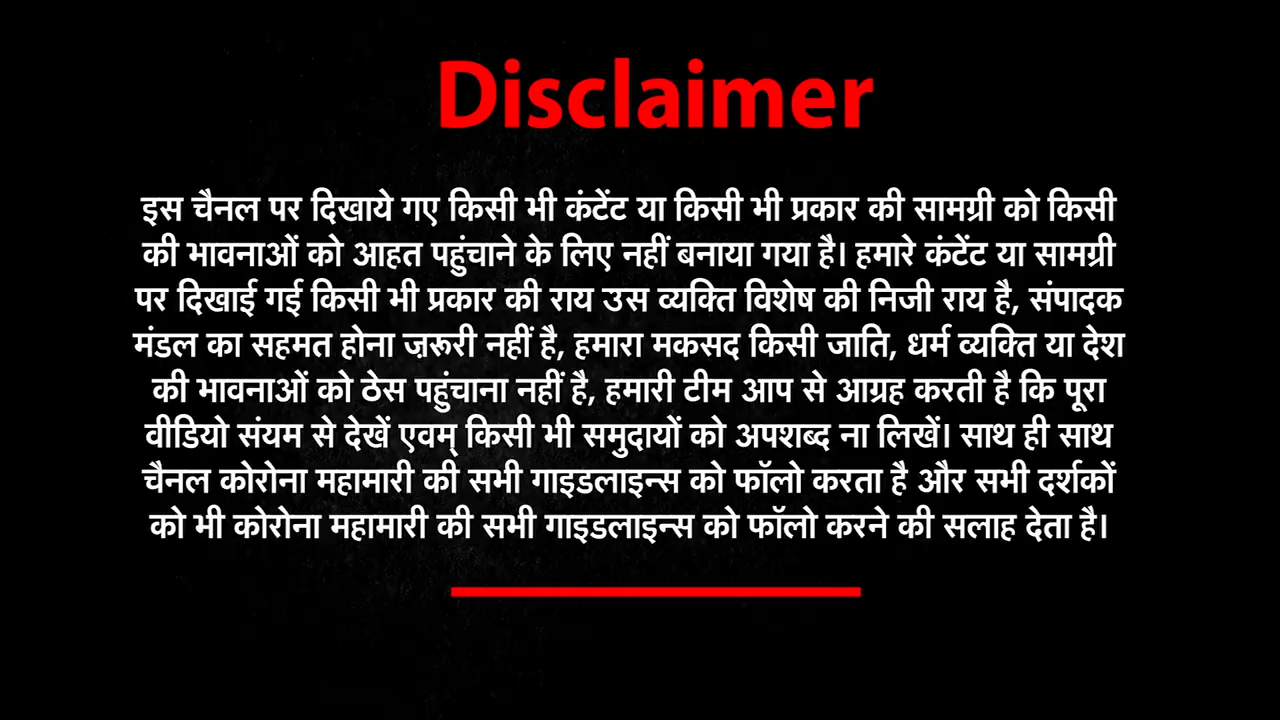 Disclaimer
इस चैनल पर दिखाये गए किसी भी कंटेंट या किसी भी प्रकार की सामग्री को किसी
की भावनाओं को आहत पहुंचाने के लिए नहीं बनाया गया है। हमारे कंटेंट या सामग्री
पर दिखाई गई किसी भी प्रकार की राय उस व्यक्ति विशेष की निजी राय है, संपादक
मंडल का सहमत होना ज़रूरी नहीं है, हमारा मकसद किसी जाति, धर्म व्यक्ति या देश
की भावनाओं को ठेस पहुंचाना नहीं है, हमारी टीम आप से आग्रह करती है कि पूरा
वीडियो संयम से देखें एवम् किसी भी समुदायों को अपशब्द ना लिखें। साथ ही साथ
चैनल कोरोना महामारी की सभी गाइडलाइन्स को फॉलो करता है और सभी दर्शकों
को भी कोरोना महामारी की सभी गाइडलाइन्स को फॉलो करने की सलाह देता है।